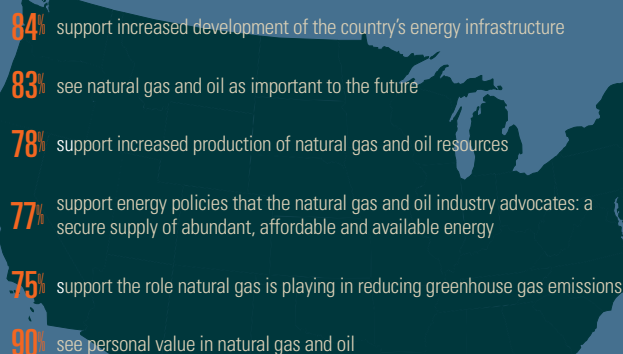 84% support increased development of the country's energy infrastructure
83% see natural gas and oil as important to the future
78% support increased production of natural gas and oil resources
77% support energy policies that the natural gas and oil industry advocates: a
secure supply of abundant, affordable and available energy
75% support the role natural gas is playing in reducing greenhouse gas emissions
90% see personal value in natural gas and oil